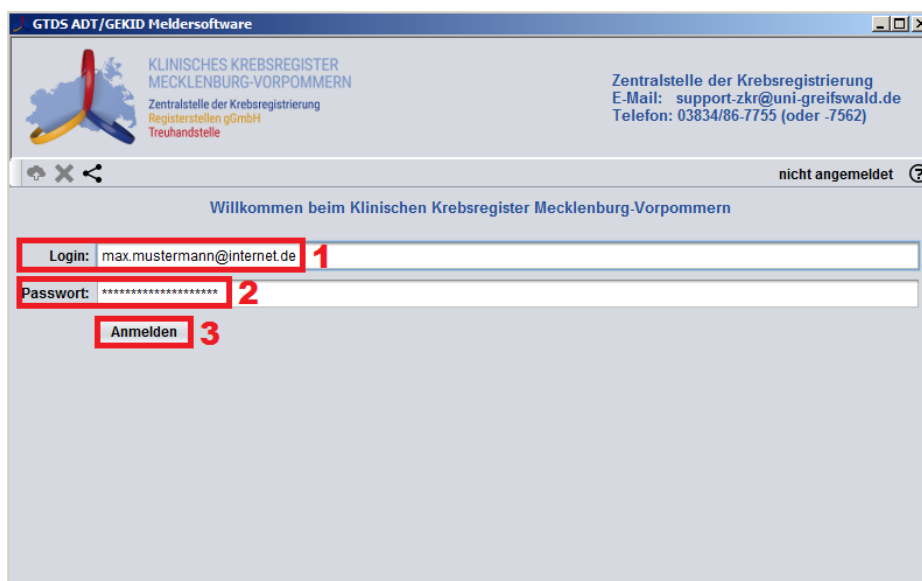 GTDS ADT/GEKID Meldersoftware
KLINISCHES KREBSREGISTER
MECKLENBURG-VORPOMMERN
Zentralstelle der Krebsregistrierung
Registerstellen gGmbH
Treuhandstelle
Zentralstelle der Krebsregistrierung
E-Mail: support-zkr@uni-greifswald.de
Telefon: 03834/86-7755 (oder -7562)
nicht angemeldet ?
Willkommen beim Klinischen Krebsregister Mecklenburg-Vorpommern
Login: max.mustermann@internet.de 1
Passwort: ******************** 2
Anmelden 3